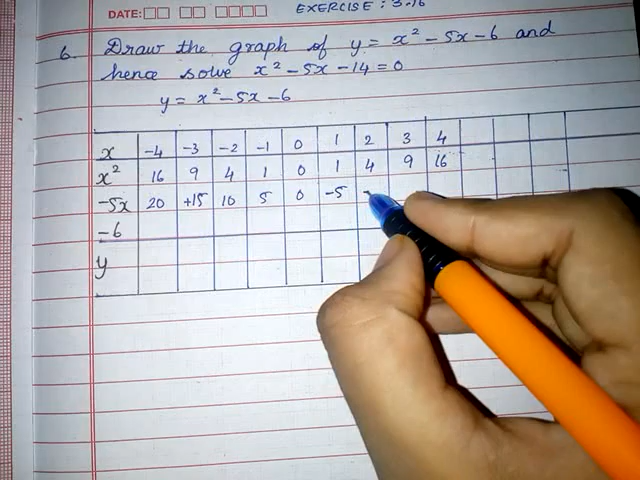 DATE: EXERCISE : 3.16
6. Draw the graph of y = x² - 5x - 6 and
hence solve x² - 5x - 14 = 0
y = x² - 5x - 6
x -4 -3 -2 -1 0 1 2 3 4
x² 16 9 4 1 0 1 4 9 16
-5x 20 +15 10 5 0 -5 -
-6
y